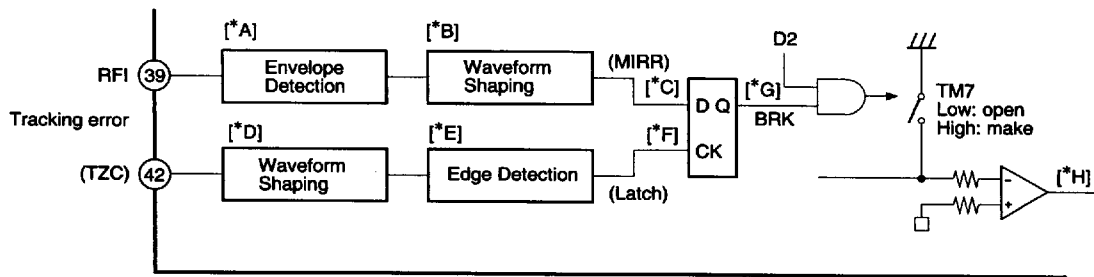 [*A]
[*B]
D2
RFI
39
Envelope
Detection
Waveform
Shaping
(MIRR)
[*C]
D Q
[*G]
BRK
TM7
Low: open
High: make
Tracking error
[*D]
[*E]
[*F]
CK
(TZC)
42
Waveform
Shaping
Edge Detection
(Latch)
−
+
[*H]